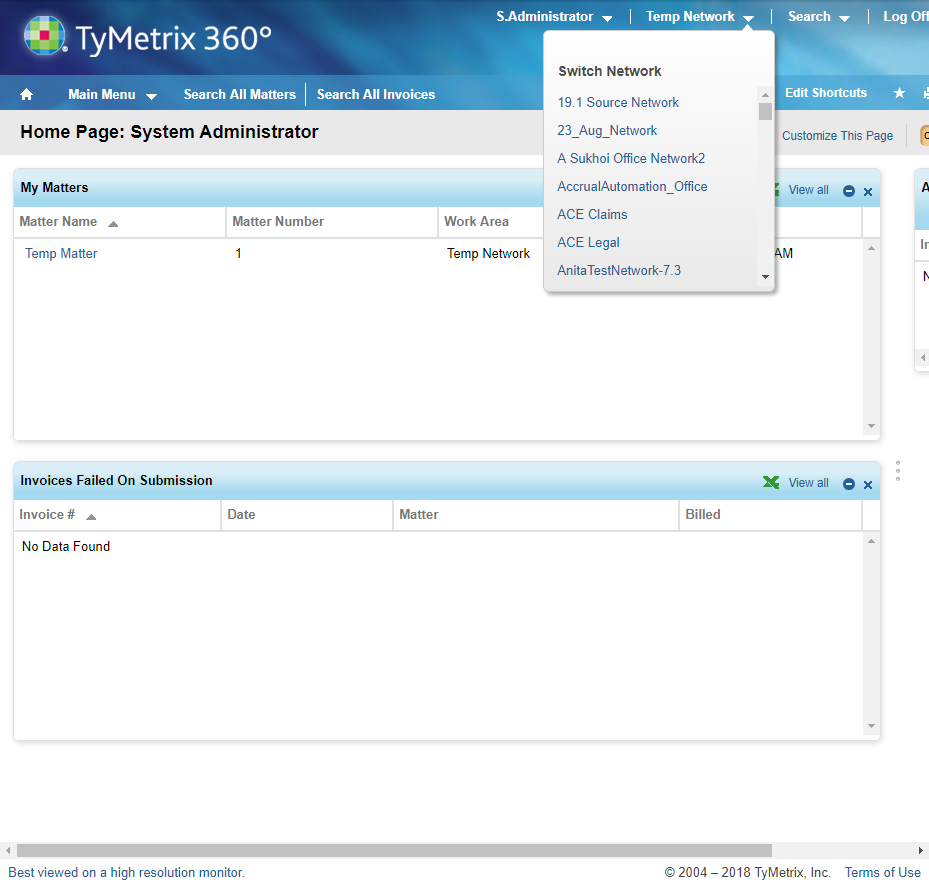 S.Administrator
Temp Network
Search
Log Off
TyMetrix 360°
Switch Network
19.1 Source Network
23_Aug_Network
A Sukhoi Office Network2
AccrualAutomation_Office
ACE Claims
ACE Legal
AnitaTestNetwork-7.3
Main Menu
Search All Matters
Search All Invoices
Edit Shortcuts
Home Page: System Administrator
Customize This Page
My Matters
View all
Matter Name
Matter Number
Work Area
Temp Matter
1
Temp Network
AM
Invoices Failed On Submission
View all
Invoice #
Date
Matter
Billed
No Data Found
Best viewed on a high resolution monitor.
© 2004 – 2018 TyMetrix, Inc.
Terms of Use